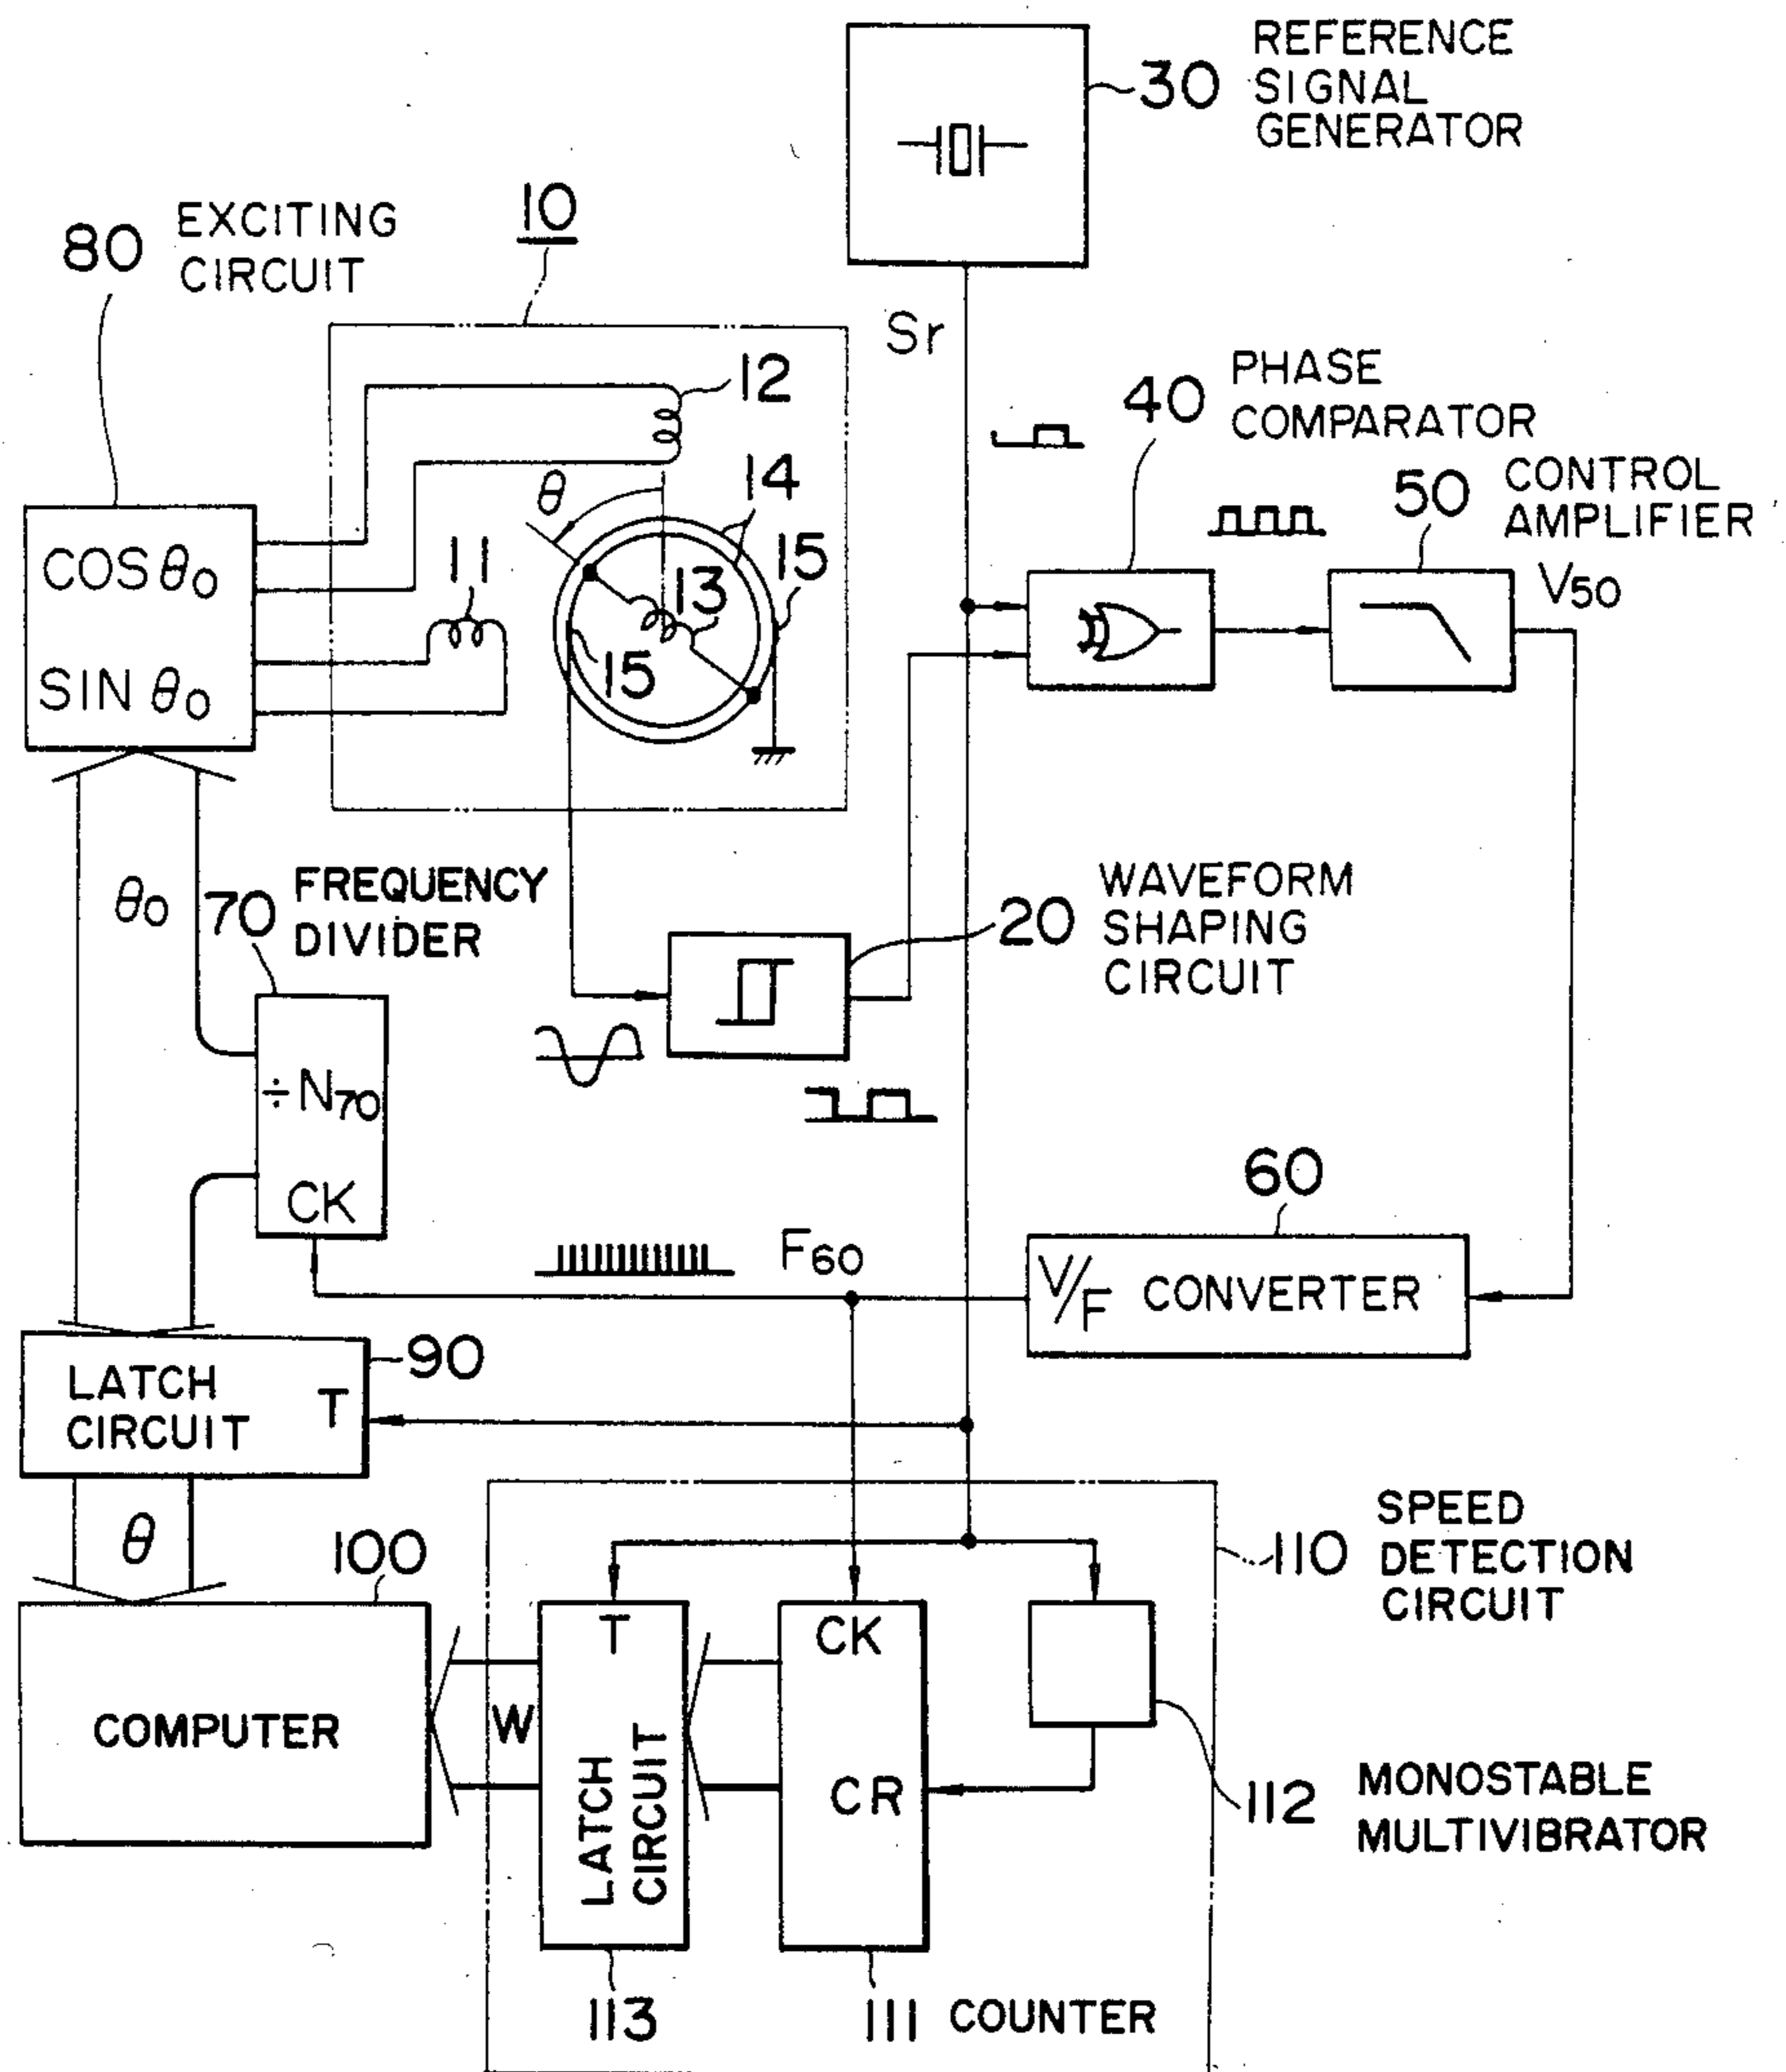 30 REFERENCE
SIGNAL
GENERATOR
80 EXCITING
CIRCUIT
10
Sr
12
40 PHASE
COMPARATOR
50 CONTROL
AMPLIFIER
V50
θ
14
15
11
13
15
COS θ0
SIN θ0
θ0
70 FREQUENCY
DIVIDER
20 WAVEFORM
SHAPING
CIRCUIT
÷N70
CK
60
F60
V/F CONVERTER
90
LATCH
CIRCUIT
T
θ
100
110 SPEED
DETECTION
CIRCUIT
T
CK
COMPUTER
W
LATCH
CIRCUIT
CR
112 MONOSTABLE
MULTIVIBRATOR
113
111 COUNTER